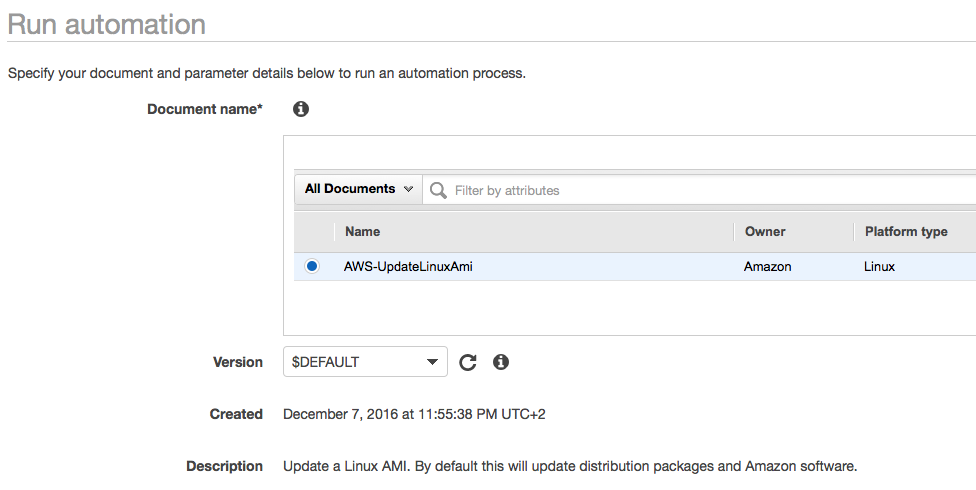 Run automation
Specify your document and parameter details below to run an automation process.
Document name*
All Documents Filter by attributes
Name Owner Platform type
AWS-UpdateLinuxAmi Amazon Linux
Version $DEFAULT
Created December 7, 2016 at 11:55:38 PM UTC+2
Description Update a Linux AMI. By default this will update distribution packages and Amazon software.